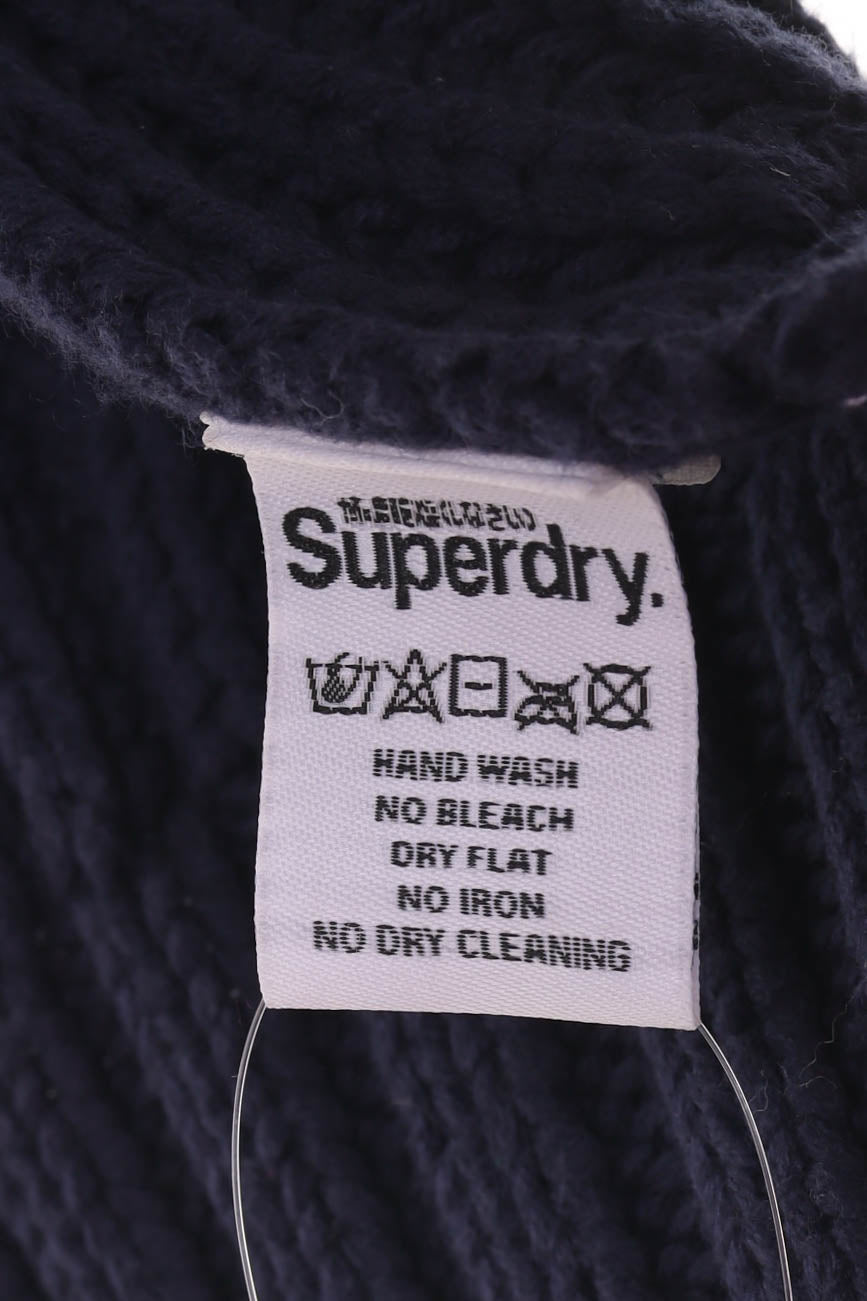 Superdry.
HAND WASH
NO BLEACH
DRY FLAT
NO IRON
NO DRY CLEANING